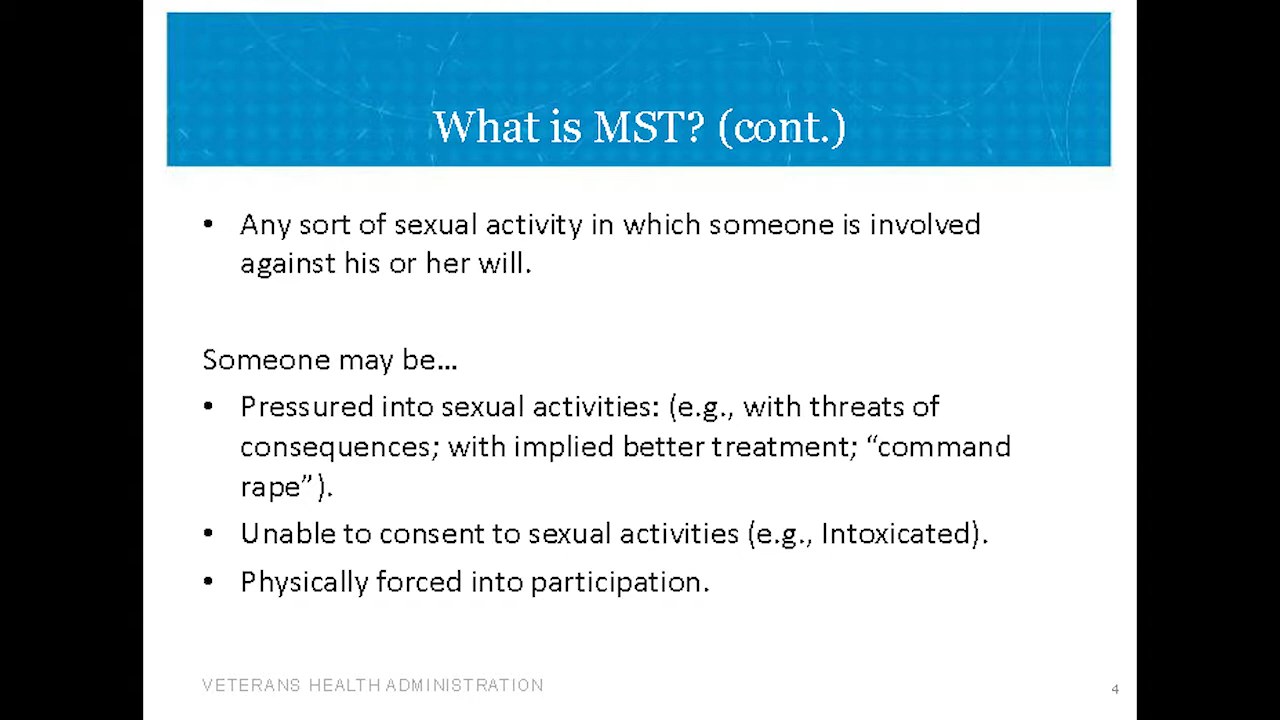 What is MST? (cont.)
• Any sort of sexual activity in which someone is involved
against his or her will.
Someone may be…
• Pressured into sexual activities: (e.g., with threats of
consequences; with implied better treatment; “command
rape”).
• Unable to consent to sexual activities (e.g., Intoxicated).
• Physically forced into participation.
VETERANS HEALTH ADMINISTRATION
4